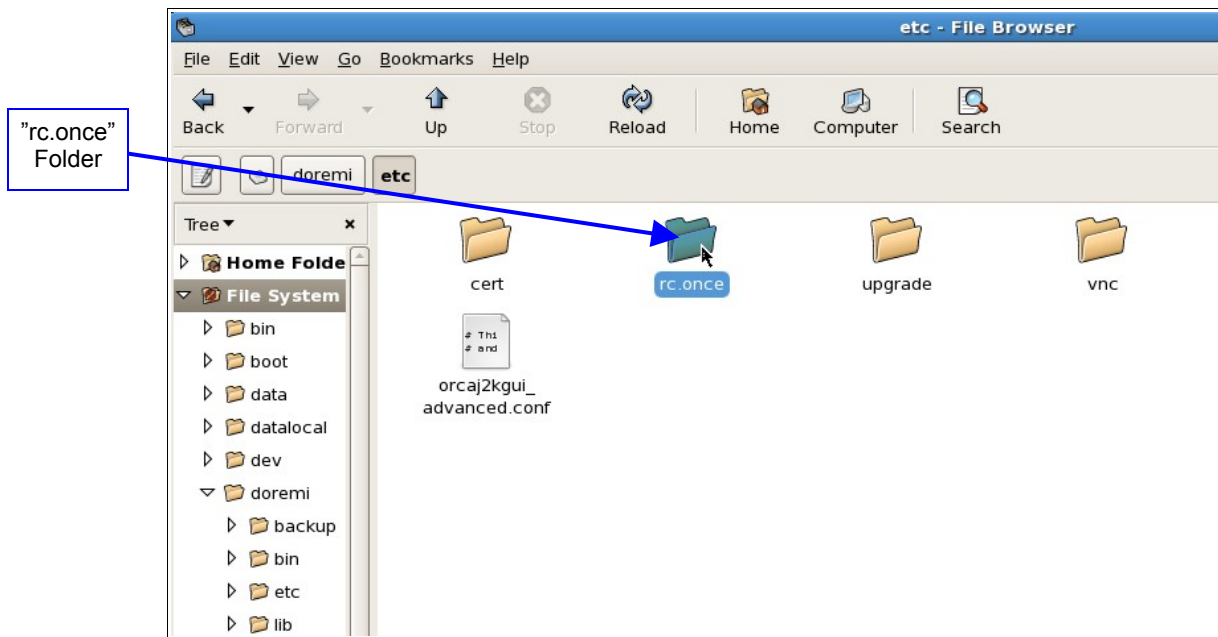 etc - File Browser
File Edit View Go Bookmarks Help
Back Forward Up Stop Reload Home Computer Search
”rc.once”
Folder
doremi etc
Tree
Home Folde
File System
bin
boot
data
datalocal
dev
doremi
backup
bin
etc
lib
cert rc.once upgrade vnc
# Thi
# and
orcaj2kgui_
advanced.conf